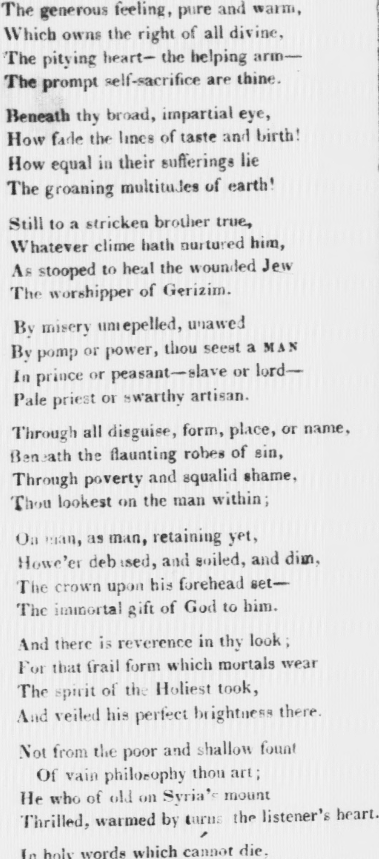 The generous feeling, pure and warm,
Which owns the right of all divine,
The pitying heart—the helping arm—
The prompt self-sacrifice are thine.
Beneath thy broad, impartial eye,
How fade the lines of taste and birth!
How equal in their sufferings lie
The groaning multitudes of earth!
Still to a stricken brother true,
Whatever clime hath nurtured him,
As stooped to heal the wounded Jew
The worshipper of Gerizim.
By misery unrepelled, unawed
By pomp or power, thou seest a MAN
In prince or peasant—slave or lord—
Pale priest or swarthy artisan.
Through all disguise, form, place, or name,
Beneath the flaunting robes of sin,
Through poverty and squalid shame,
Thou lookest on the man within;
On man, as man, retaining yet,
Howe'er debased, and soiled, and dim,
The crown upon his forehead set—
The immortal gift of God to him.
And there is reverence in thy look;
For that frail form which mortals wear
The spirit of the Holiest took,
And veiled his perfect brightness there.
Not from the poor and shallow fount
Of vain philosophy thou art;
He who of old on Syria's mount
Thrilled, warmed by turns the listener's heart.
In holy words which cannot die.